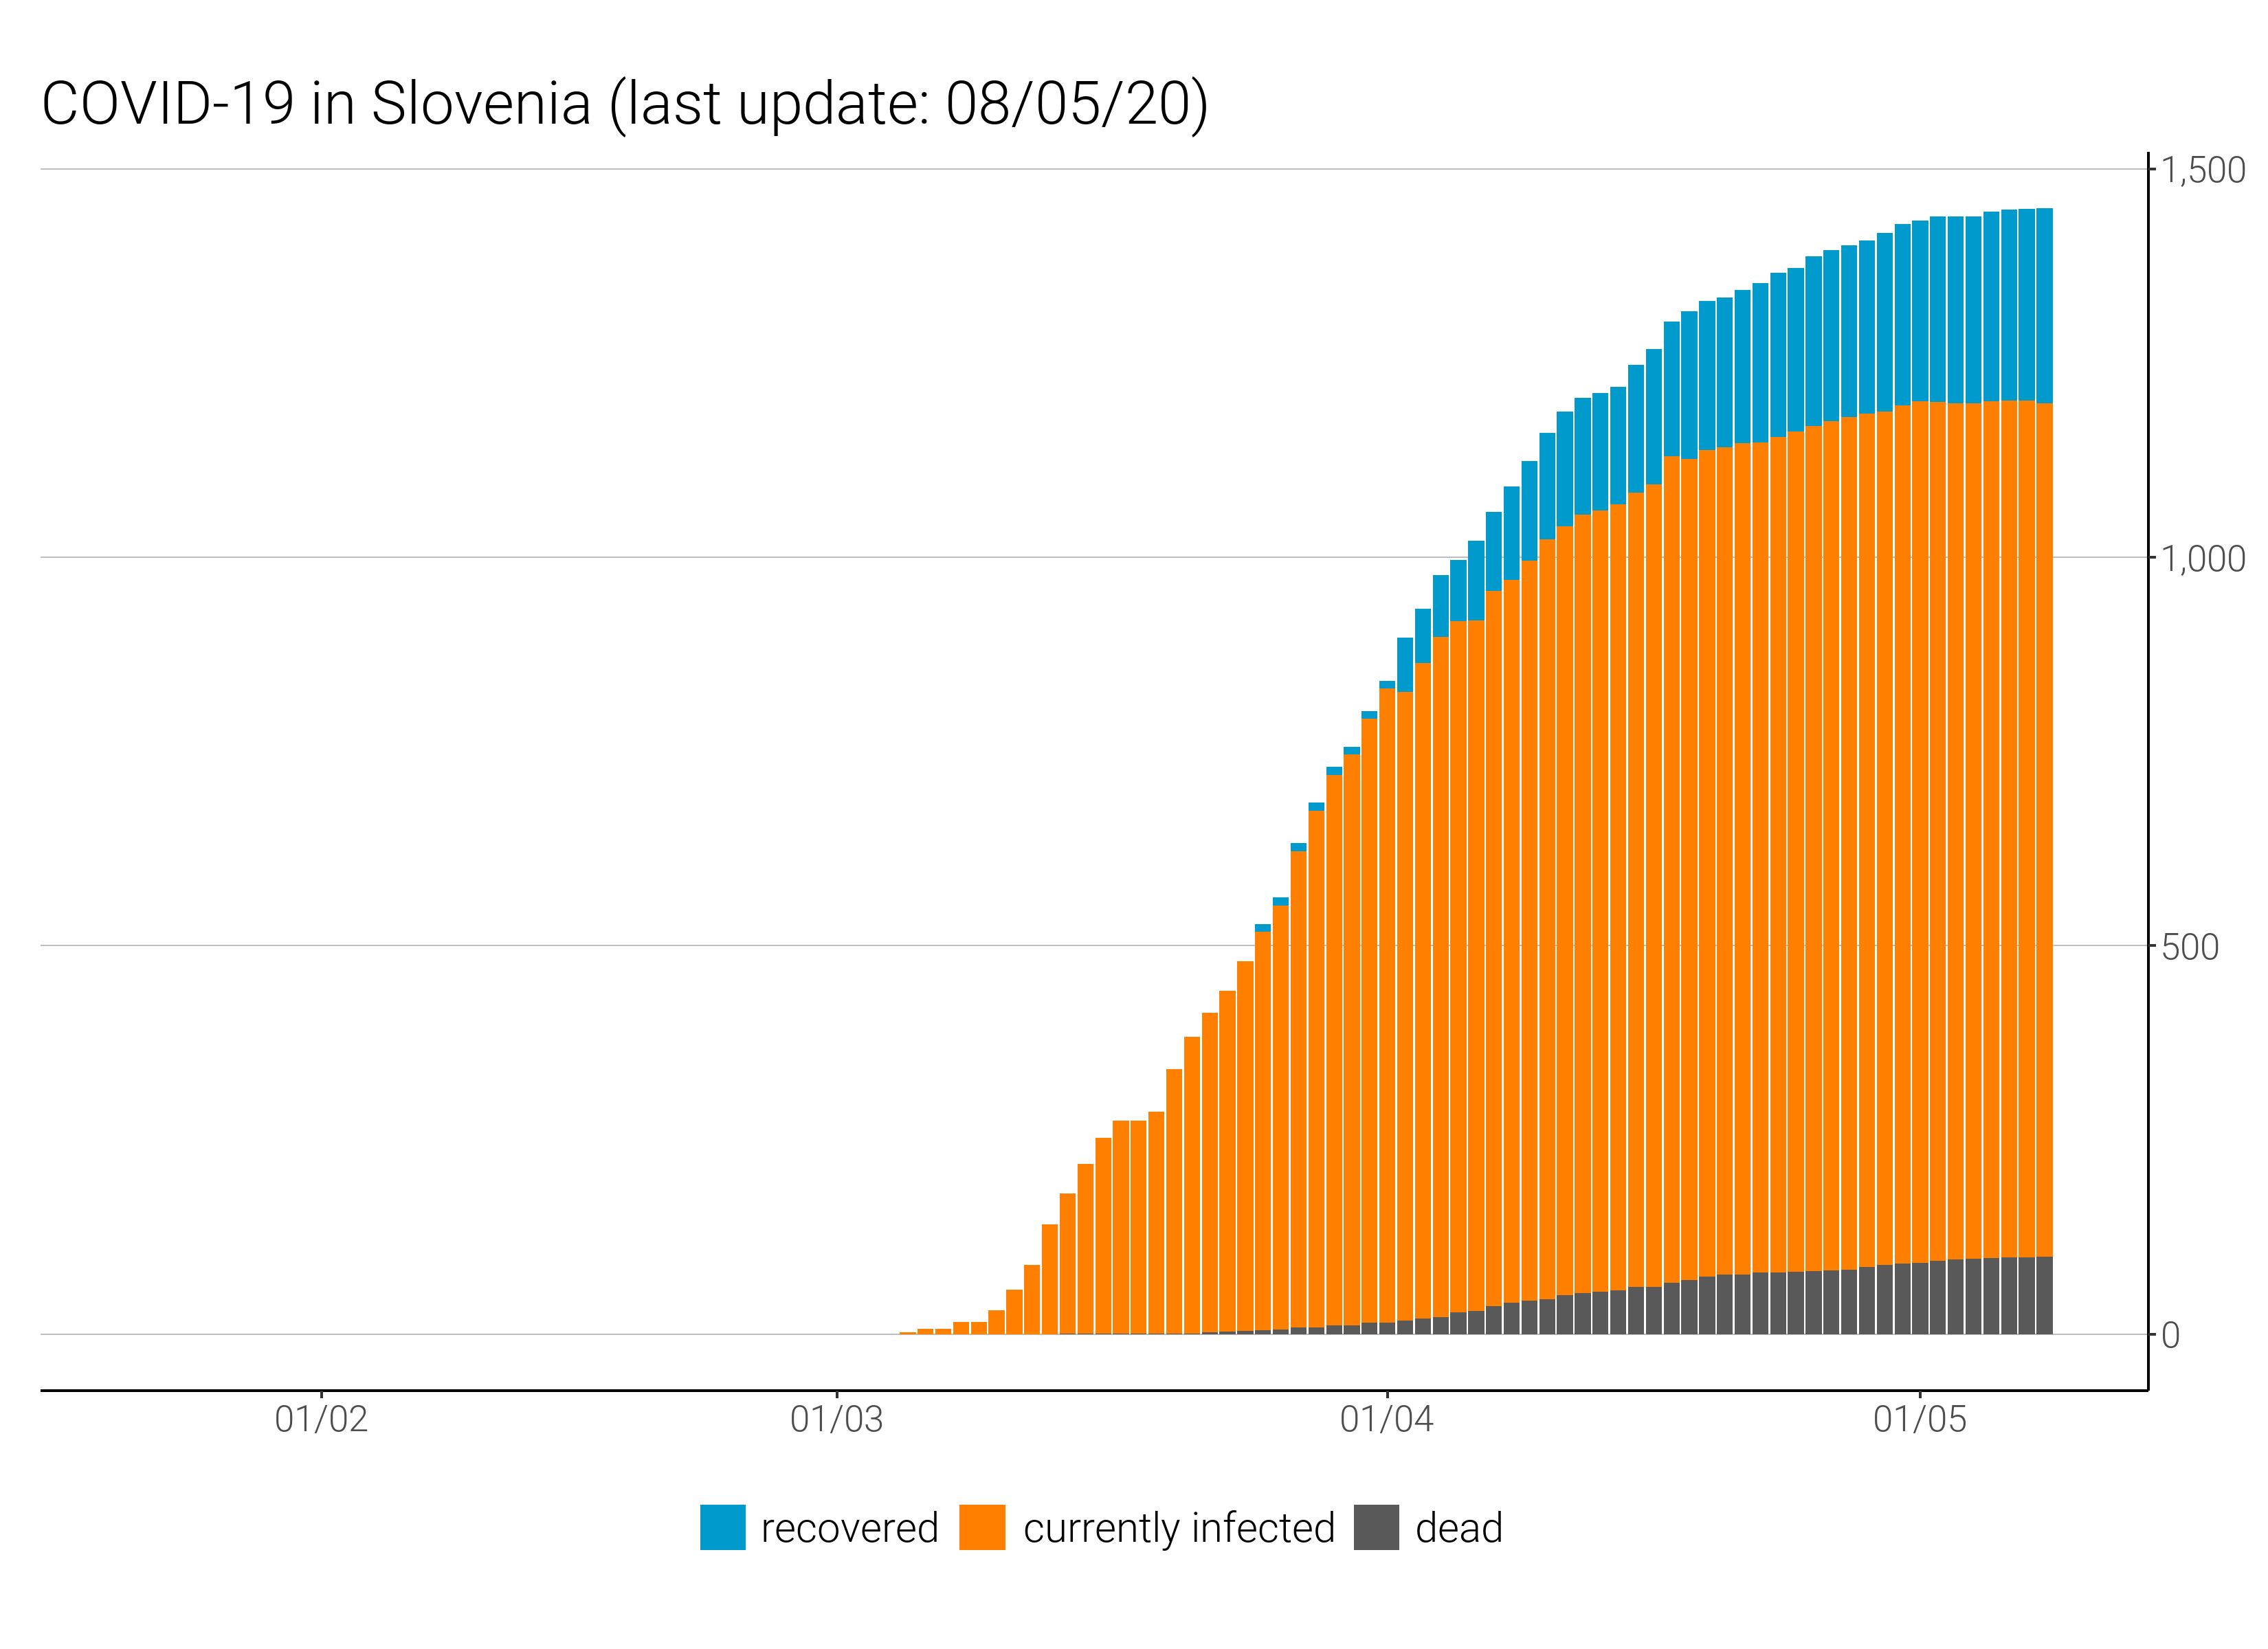 COVID-19 in Slovenia (last update: 08/05/20)
1,500
1,000
500
0
01/02 01/03 01/04 01/05
recovered currently infected dead